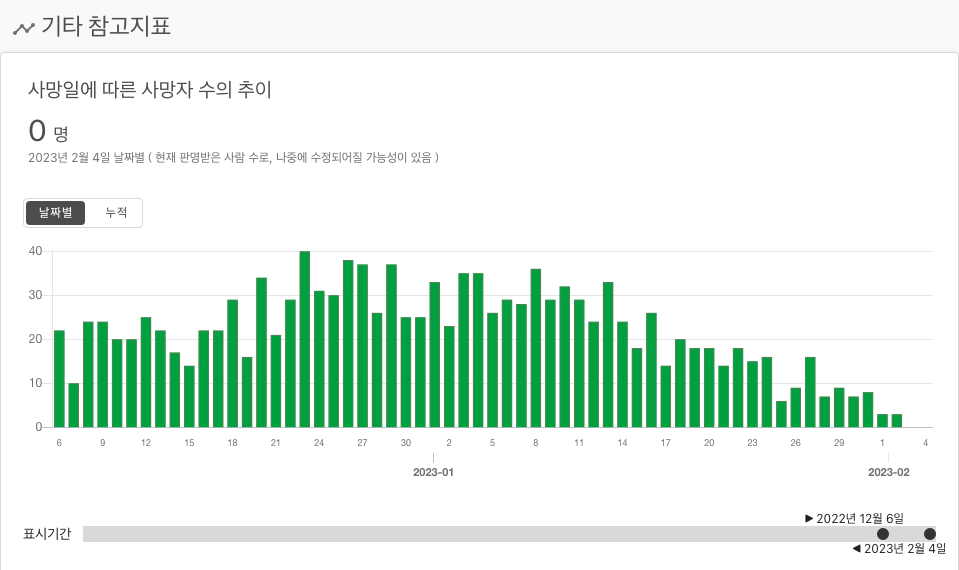 기타 참고지표
사망일에 따른 사망자 수의 추이
0 명
2023년 2월 4일 날짜별 ( 현재 판명받은 사람 수로, 나중에 수정되어질 가능성이 있음 )
날짜별 누적
40
30
20
10
0
6 9 12 15 18 21 24 27 30 2 5 8 11 14 17 20 23 26 29 1 4
2023-01 2023-02
▶ 2022년 12월 6일
표시기간
◀ 2023년 2월 4일